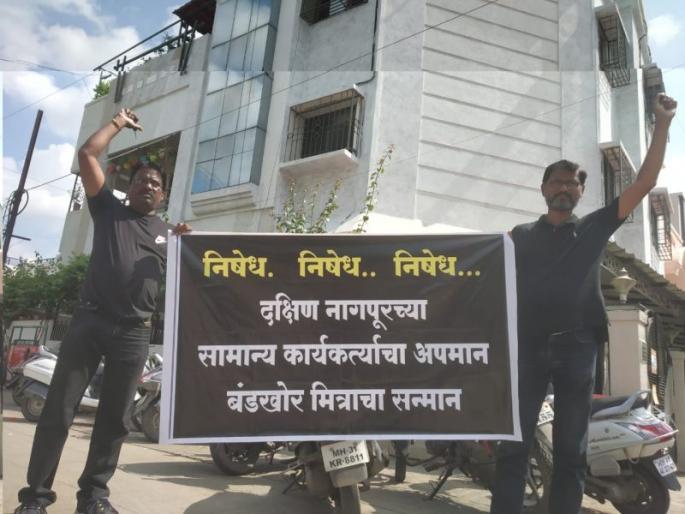 निषेध. निषेध.. निषेध...
दक्षिण नागपूरच्या
सामान्य कार्यकर्त्याचा अपमान
बंडखोर मित्राचा सन्मान
MH-31
KR-6811